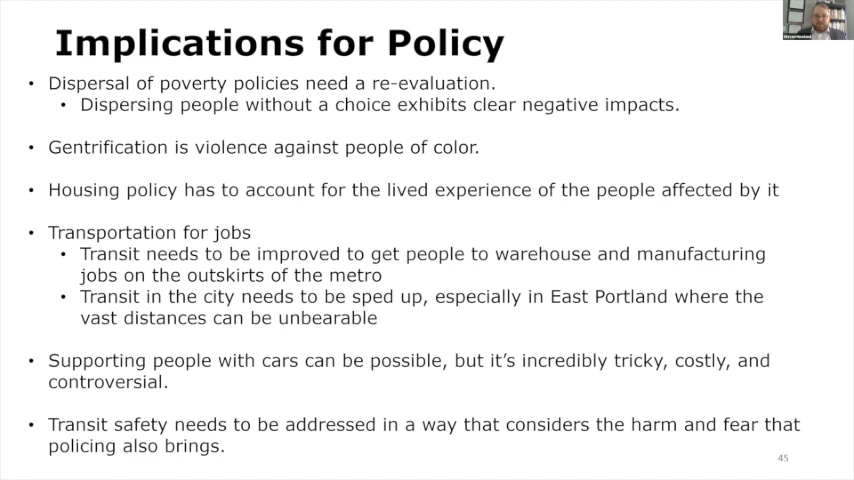 Implications for Policy
• Dispersal of poverty policies need a re-evaluation.
• Dispersing people without a choice exhibits clear negative impacts.
• Gentrification is violence against people of color.
• Housing policy has to account for the lived experience of the people affected by it
• Transportation for jobs
• Transit needs to be improved to get people to warehouse and manufacturing
jobs on the outskirts of the metro
• Transit in the city needs to be sped up, especially in East Portland where the
vast distances can be unbearable
• Supporting people with cars can be possible, but it’s incredibly tricky, costly, and
controversial.
• Transit safety needs to be addressed in a way that considers the harm and fear that
policing also brings.
45